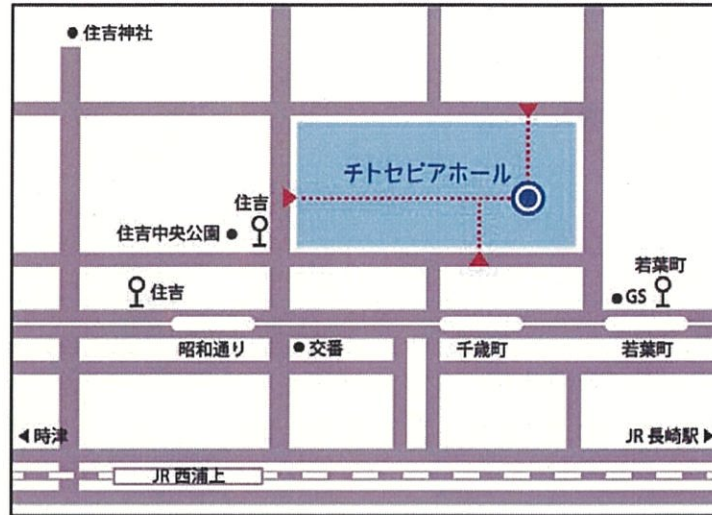 住吉神社
チトセピアホール
住吉
住吉中央公園
若葉町
住吉
GS
昭和通り
交番
千歳町
若葉町
時津
JR 長崎駅
JR 西浦上